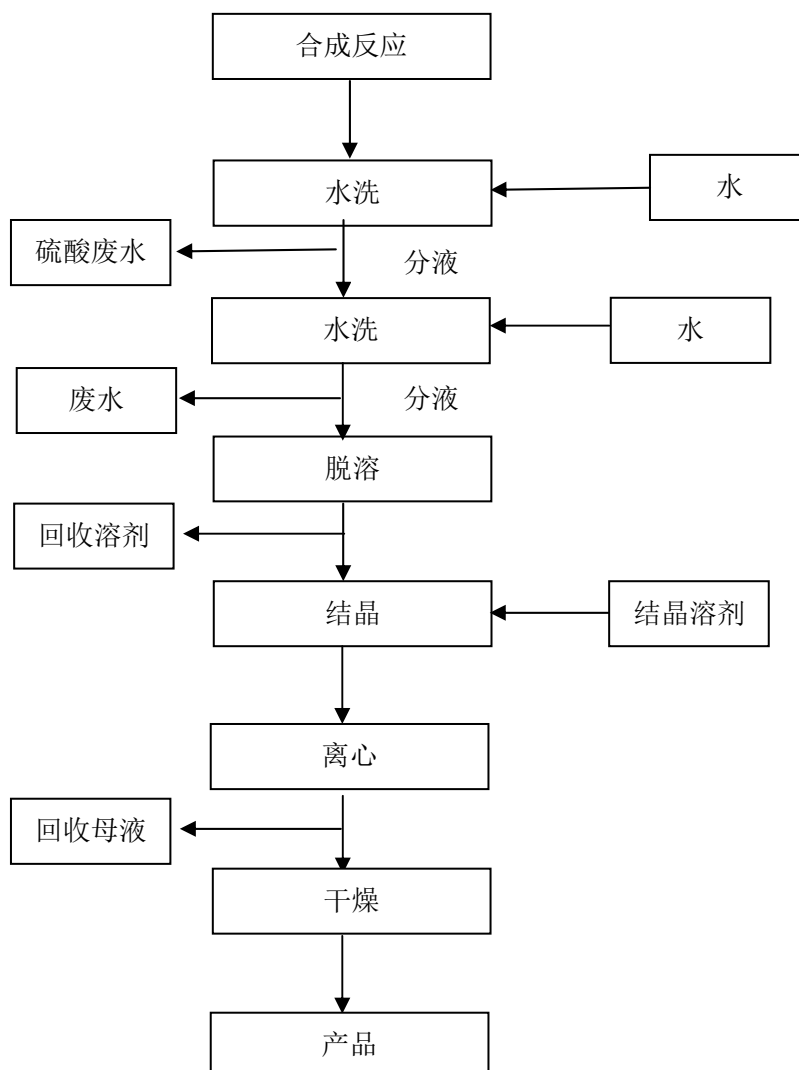 合成反应
水洗
水
硫酸废水
分液
水洗
水
废水
分液
脱溶
回收溶剂
结晶
结晶溶剂
离心
回收母液
干燥
产品